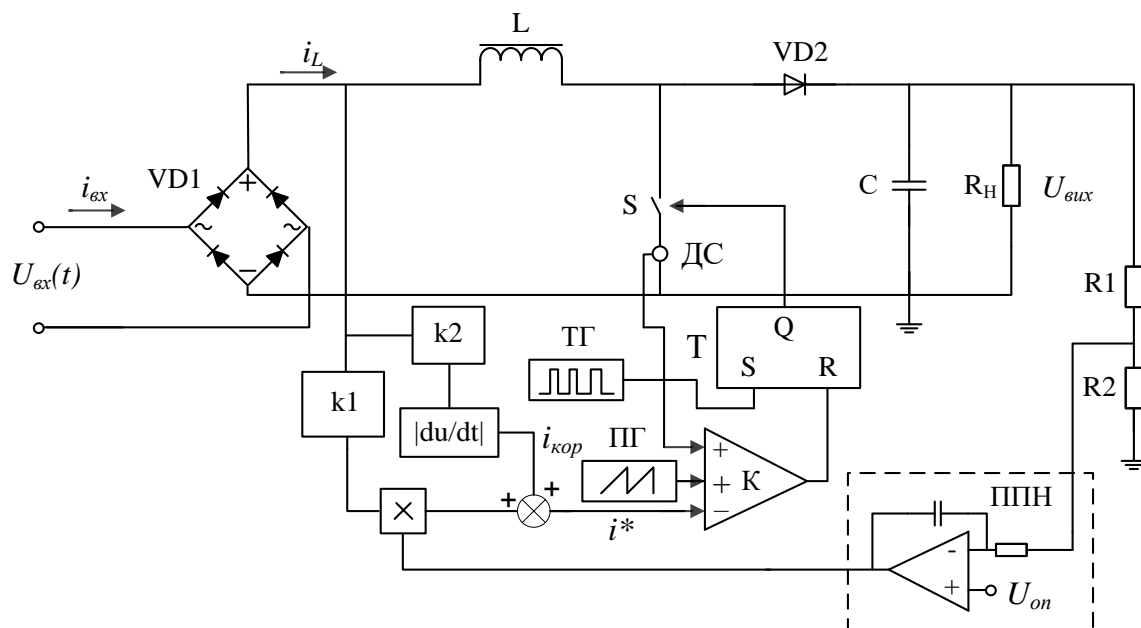 L
i_L
VD2
VD1
i_вх
S
C
R_Н
U_вих
+
~
~
−
ДС
U_вх(t)
R1
k2
Q
ТГ
T
S
R
R2
k1
|du/dt|
i_кор
ПГ
+
+
К
−
ППН
×
+
+
i*
-
+
U_оп